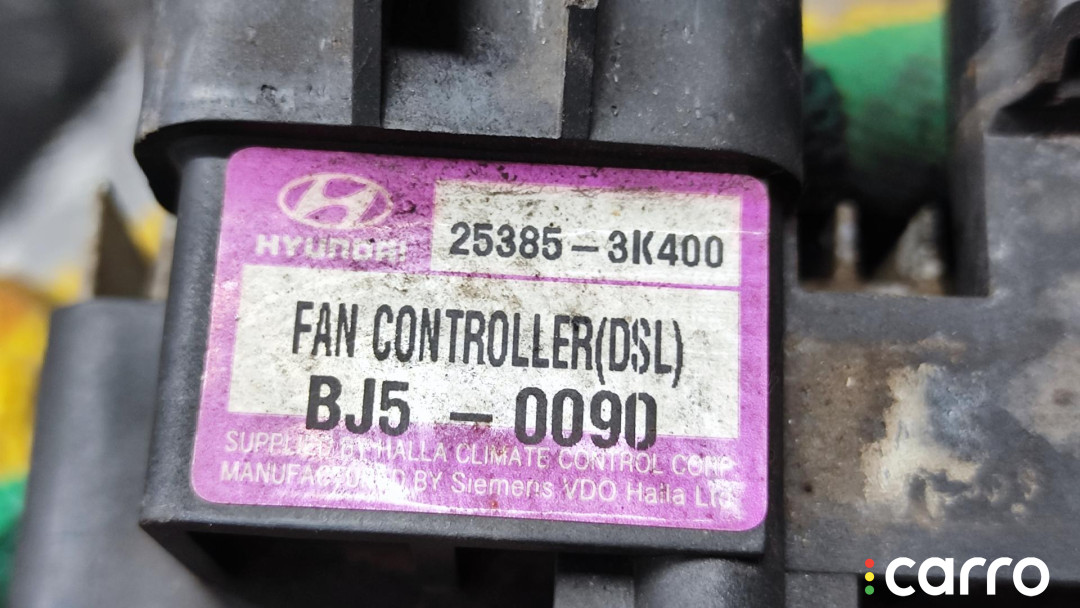 HYUNDAI
25385-3K400
FAN CONTROLLER(DSL)
BJ5 - 0090
SUPPLIED BY HALLA CLIMATE CONTROL CORP
MANUFACTURED BY Siemens VDO Halla LTD
carro